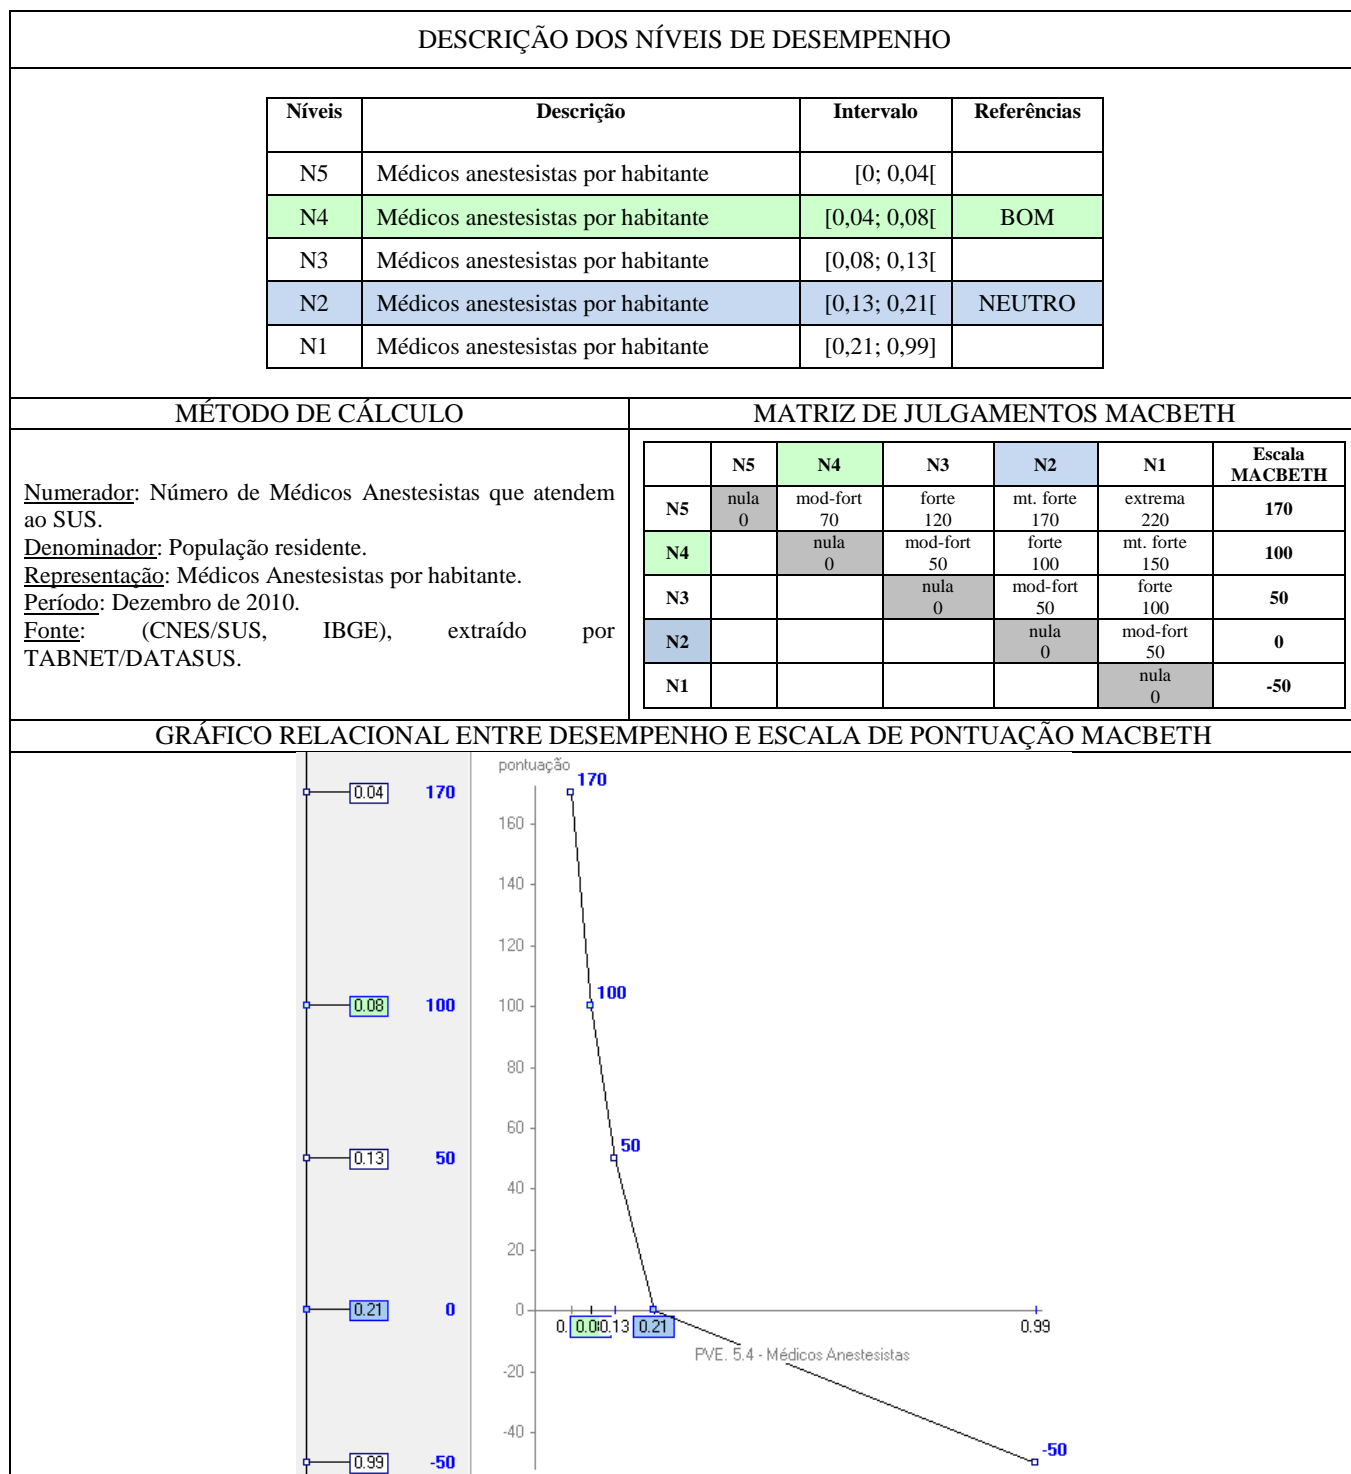 DESCRIÇÃO DOS NÍVEIS DE DESEMPENHO
Níveis Descrição Intervalo Referências
N5 Médicos anestesistas por habitante [0; 0,04[
N4 Médicos anestesistas por habitante [0,04; 0,08[ BOM
N3 Médicos anestesistas por habitante [0,08; 0,13[
N2 Médicos anestesistas por habitante [0,13; 0,21[ NEUTRO
N1 Médicos anestesistas por habitante [0,21; 0,99]
MÉTODO DE CÁLCULO
Numerador: Número de Médicos Anestesistas que atendem
ao SUS.
Denominador: População residente.
Representação: Médicos Anestesistas por habitante.
Período: Dezembro de 2010.
Fonte: (CNES/SUS, IBGE), extraído por
TABNET/DATASUS.
MATRIZ DE JULGAMENTOS MACBETH
N5 N4 N3 N2 N1 Escala
MACBETH
N5 nula mod-fort forte mt. forte extrema 170
0 70 120 170 220
N4 nula mod-fort forte mt. forte 100
0 50 100 150
N3 nula mod-fort forte 50
0 50 100
N2 nula mod-fort 0
0 50
N1 nula -50
0
GRÁFICO RELACIONAL ENTRE DESEMPENHO E ESCALA DE PONTUAÇÃO MACBETH
0.04 170
0.08 100
0.13 50
0.21 0
0.99 -50
pontuação
170
160
140
120
100
100
80
60
50
40
20
0
0. 0.0 0.13 0.21 0.99
PVE. 5.4 - Médicos Anestesistas
-20
-40
-50